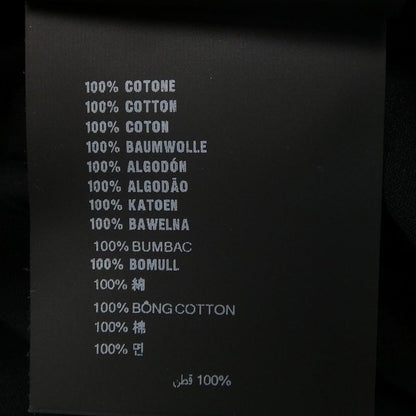 100% COTONE
100% COTTON
100% COTON
100% BAUMWOLLE
100% ALGODÓN
100% ALGODÃO
100% KATOEN
100% BAWEŁNA
100% BUMBAC
100% BOMULL
100% 綿
100% BÔNG COTTON
100% 棉
100% 면
100% قطن